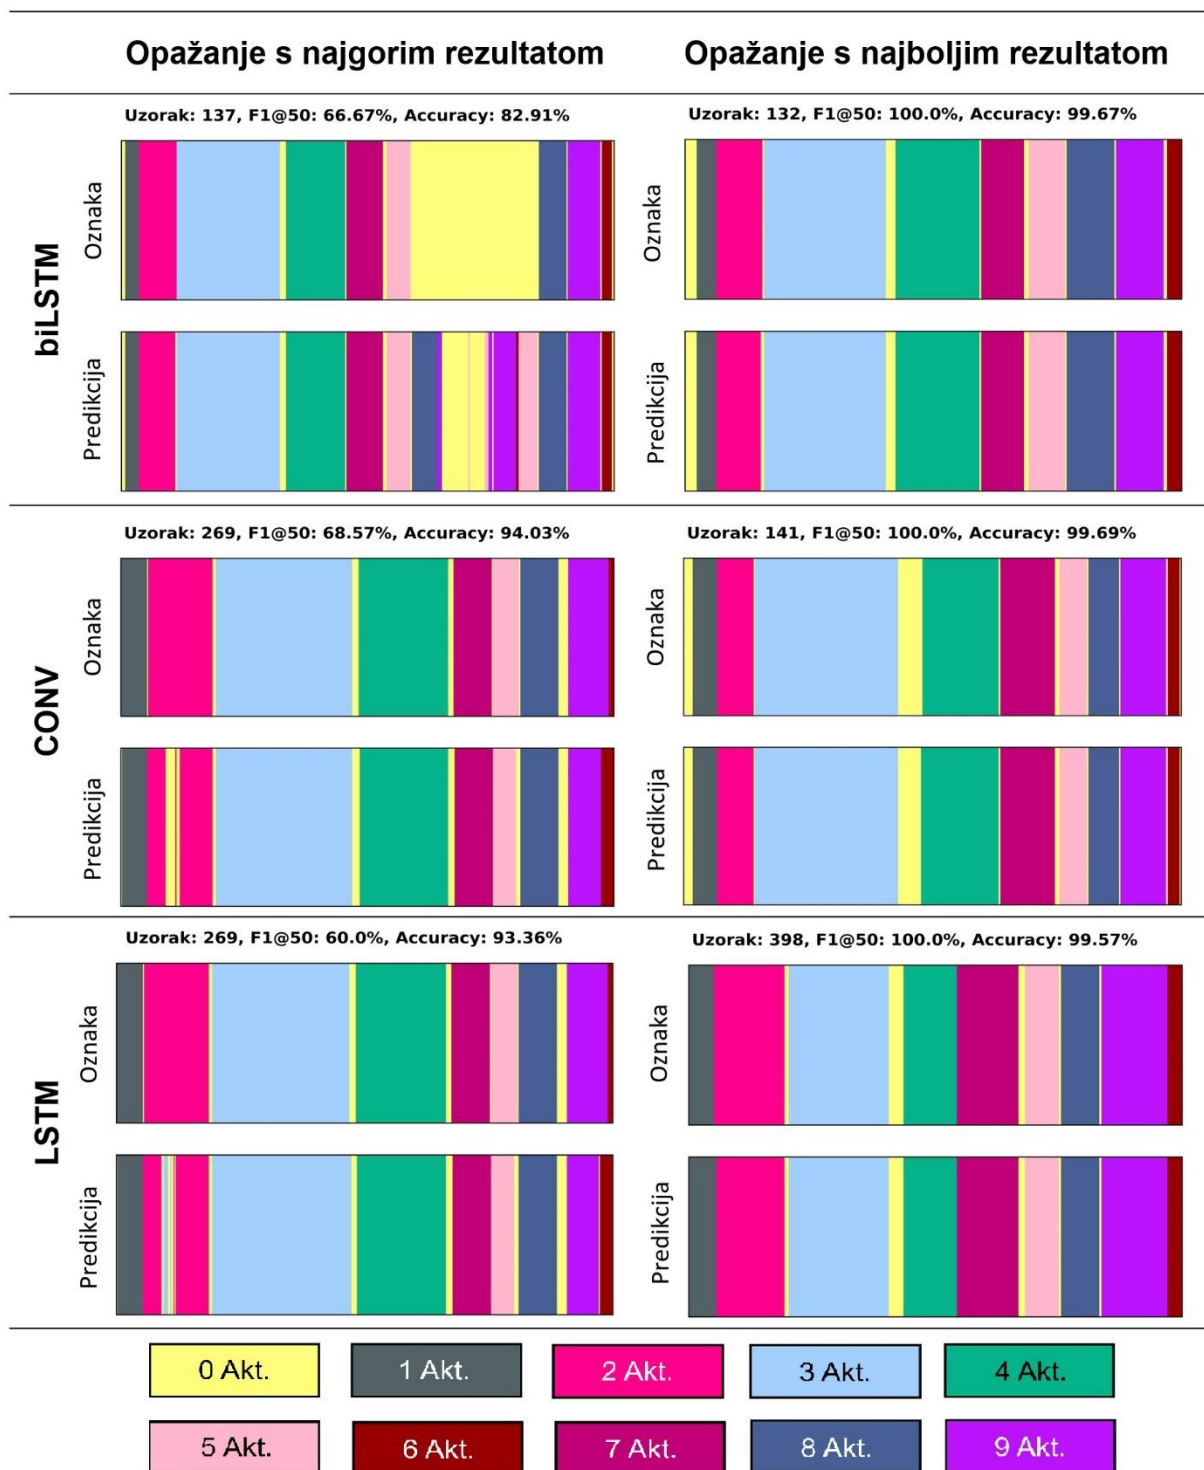 Opažanje s najgorim rezultatom
Opažanje s najboljim rezultatom
biLSTM
Uzorak: 137, F1@50: 66.67%, Accuracy: 82.91%
Oznaka
Predikcija
Uzorak: 132, F1@50: 100.0%, Accuracy: 99.67%
Oznaka
Predikcija
CONV
Uzorak: 269, F1@50: 68.57%, Accuracy: 94.03%
Oznaka
Predikcija
Uzorak: 141, F1@50: 100.0%, Accuracy: 99.69%
Oznaka
Predikcija
LSTM
Uzorak: 269, F1@50: 60.0%, Accuracy: 93.36%
Oznaka
Predikcija
Uzorak: 398, F1@50: 100.0%, Accuracy: 99.57%
Oznaka
Predikcija
0 Akt.
1 Akt.
2 Akt.
3 Akt.
4 Akt.
5 Akt.
6 Akt.
7 Akt.
8 Akt.
9 Akt.